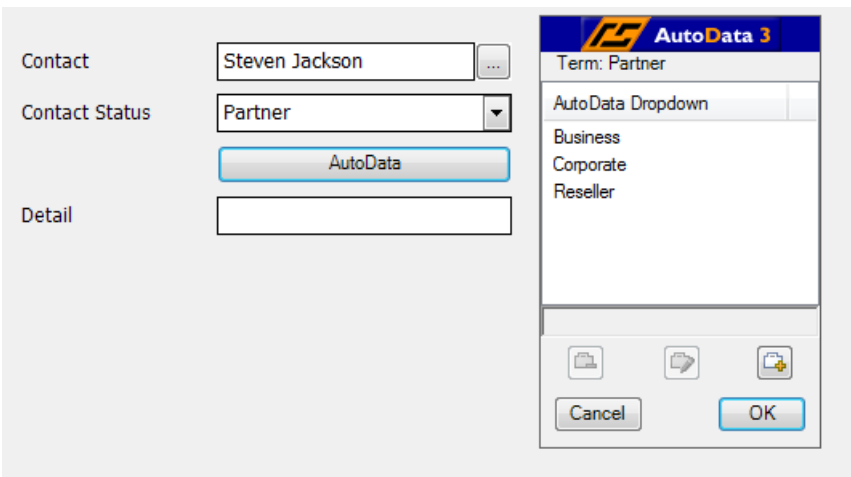 Contact
Steven Jackson
...
Contact Status
Partner
AutoData
Detail
AutoData 3
Term: Partner
AutoData Dropdown
Business
Corporate
Reseller
Cancel
OK